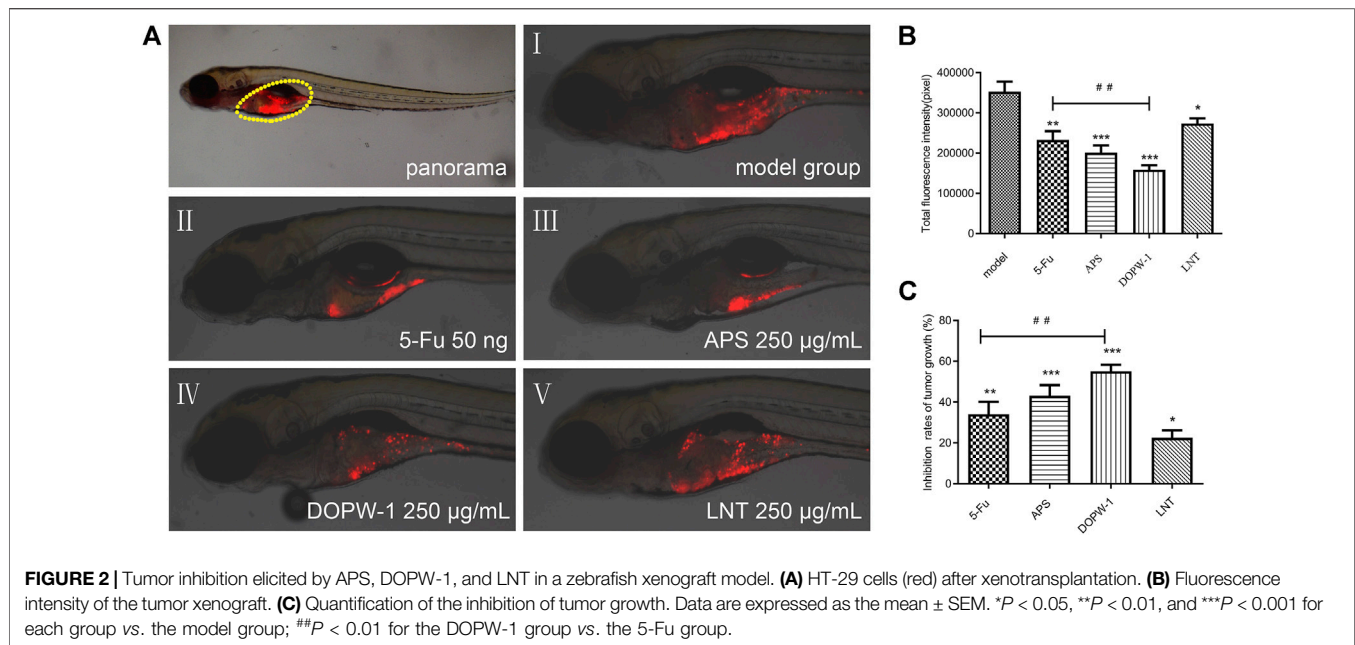 A
panorama
I
model group
II
5-Fu 50 ng
III
APS 250 μg/mL
IV
DOPW-1 250 μg/mL
V
LNT 250 μg/mL
B
Total fluorescence intensity(pixel)
400000
300000
200000
100000
0
##
**
***
***
*
model
5-Fu
APS
DOPW-1
LNT
C
Inhibition rates of tumor growth (%)
80
60
40
20
0
##
**
***
***
*
5-Fu
APS
DOPW-1
LNT
FIGURE 2 | Tumor inhibition elicited by APS, DOPW-1, and LNT in a zebrafish xenograft model. (A) HT-29 cells (red) after xenotransplantation. (B) Fluorescence
intensity of the tumor xenograft. (C) Quantification of the inhibition of tumor growth. Data are expressed as the mean ± SEM. *P < 0.05, **P < 0.01, and ***P < 0.001 for
each group vs. the model group; ##P < 0.01 for the DOPW-1 group vs. the 5-Fu group.